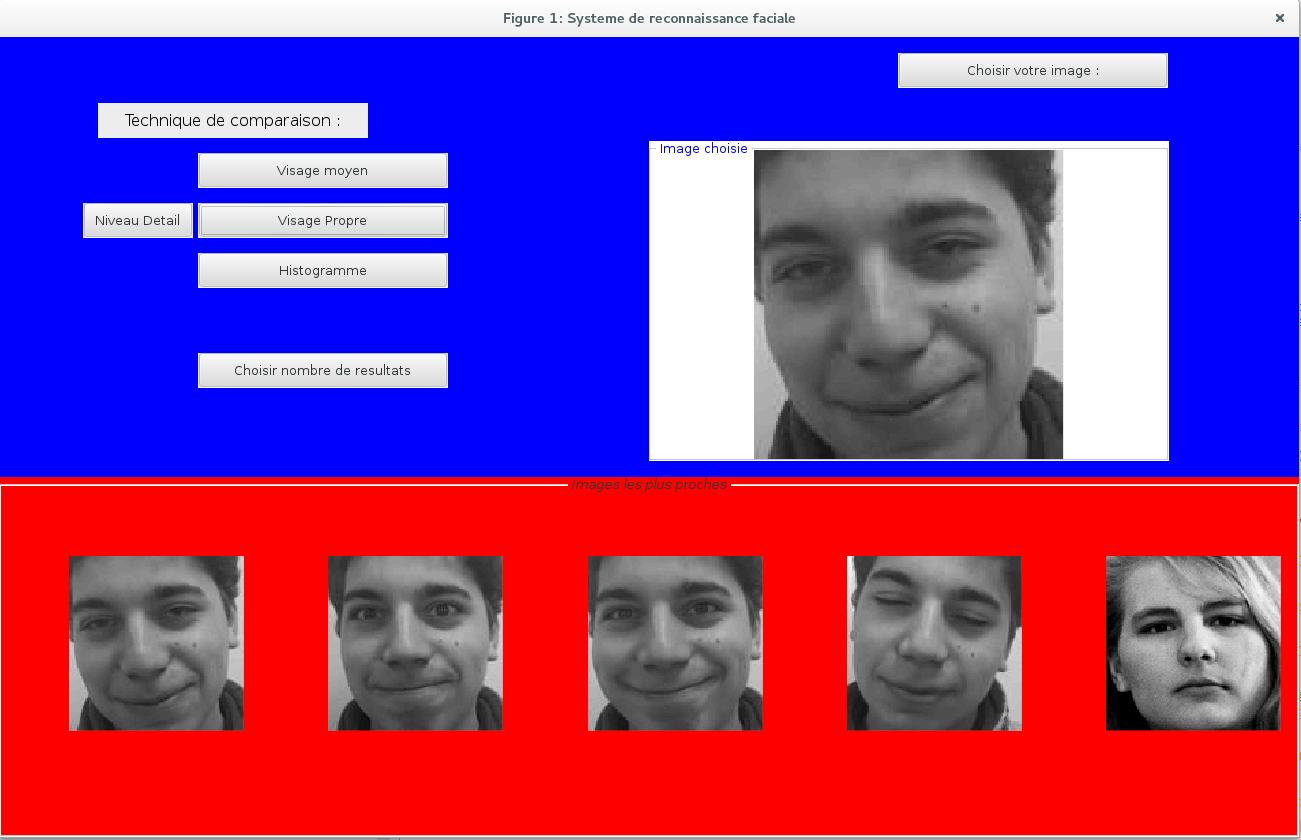 Figure 1: Systeme de reconnaissance faciale
Choisir votre image :
Technique de comparaison :
Image choisie
Visage moyen
Niveau Detail
Visage Propre
Histogramme
Choisir nombre de resultats
Images les plus proches